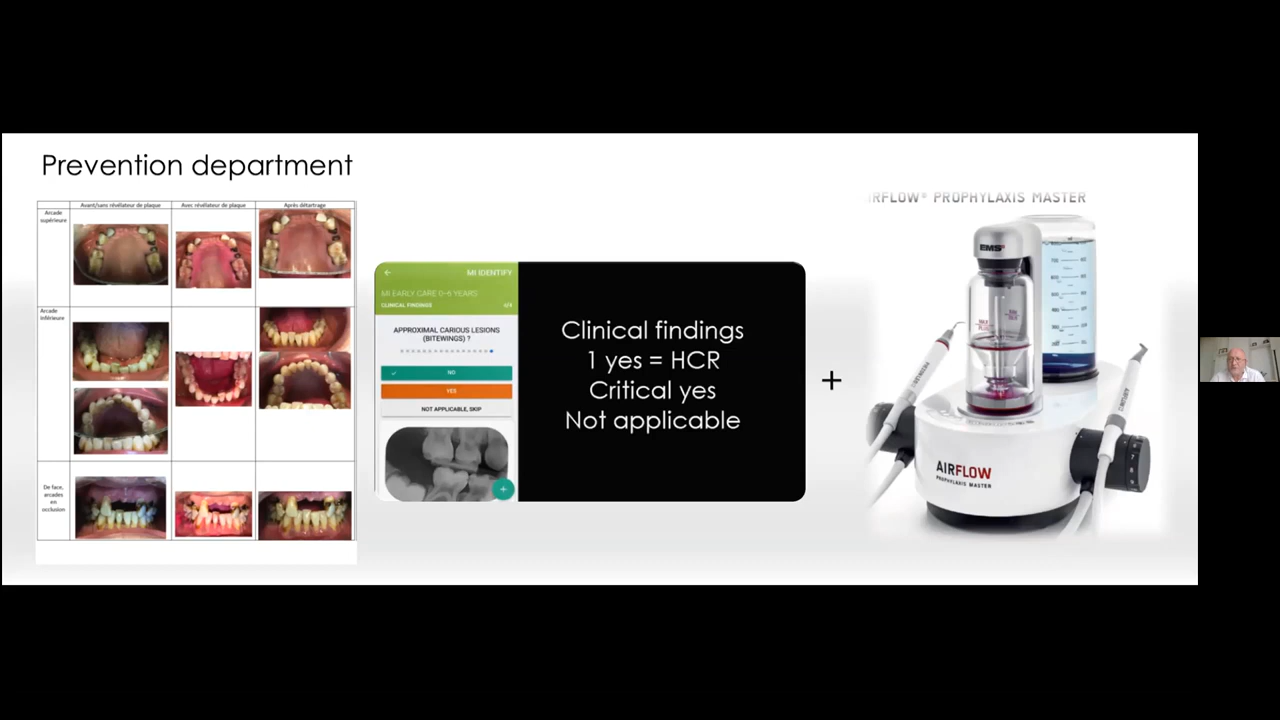 Prevention department
Avant/sans révélateur de plaque
Avec révélateur de plaque
Après détartrage
Arcade
supérieure
Arcade
inférieure
De face,
arcades
en
occlusion
MI IDENTIFY
MI EARLY CARE 0-6 YEARS
CLINICAL FINDINGS
APPROXIMAL CARIOUS LESIONS
(BITEWINGS) ?
NO
YES
NOT APPLICABLE, SKIP
Clinical findings
1 yes = HCR
Critical yes
Not applicable
+
RFLOW® PROPHYLAXIS MASTER
EMS
AIRFLOW
PROPHYLAXIS MASTER